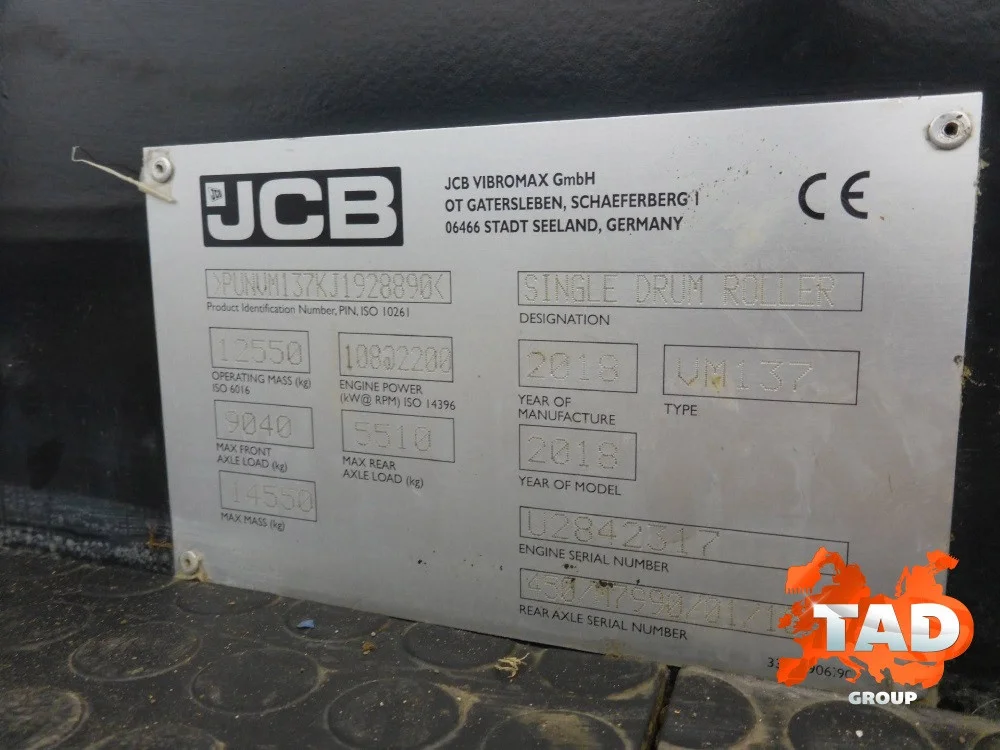 JCB
JCB VIBROMAX GmbH
OT GATERSLEBEN, SCHAEFERBERG 1
06466 STADT SEELAND, GERMANY
CE
>PUNVM137KJ1928890<
Product Identification Number, PIN, ISO 10261
SINGLE DRUM ROLLER
DESIGNATION
12550
OPERATING MASS (kg)
ISO 6016
108@2200
ENGINE POWER
(kW@ RPM) ISO 14396
2018
YEAR OF
MANUFACTURE
VM137
TYPE
9040
MAX FRONT
AXLE LOAD (kg)
5510
MAX REAR
AXLE LOAD (kg)
2018
YEAR OF MODEL
14550
MAX MASS (kg)
U2842317
ENGINE SERIAL NUMBER
REAR AXLE SERIAL NUMBER
TAD
GROUP